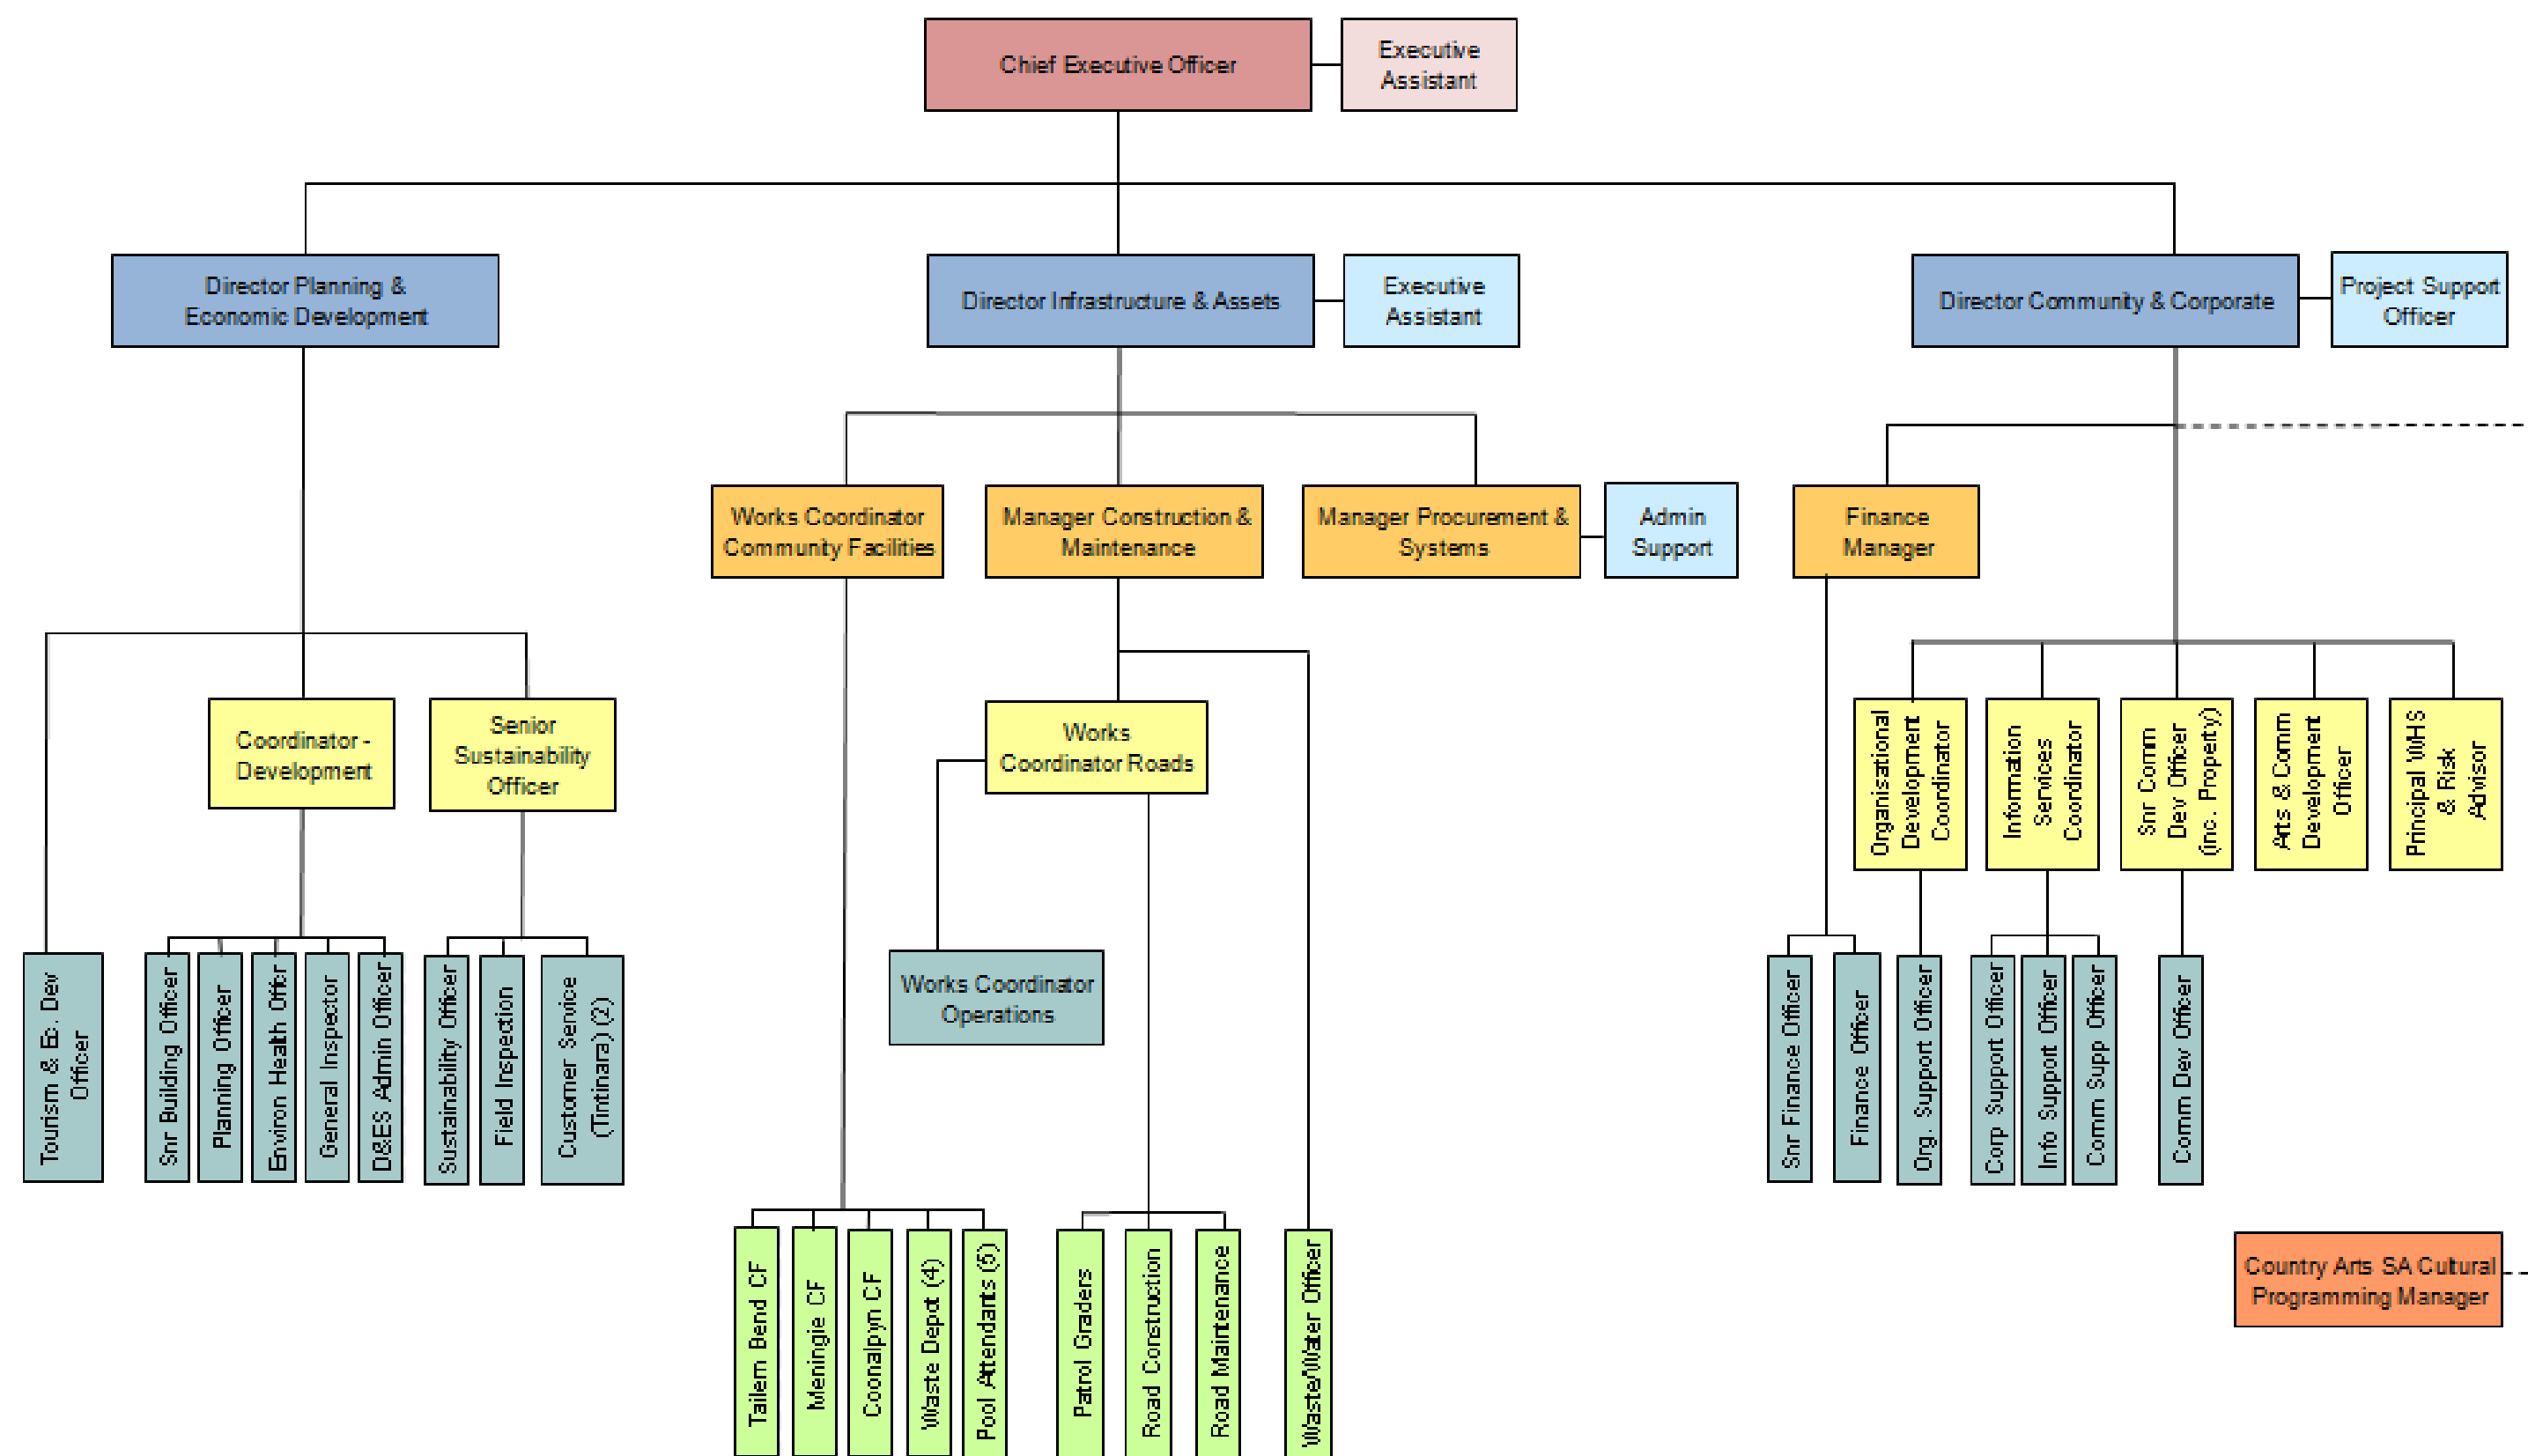 Chief Executive Officer
Executive
Assistant
Director Planning &
Economic Development
Director Infrastructure & Assets
Executive
Assistant
Director Community & Corporate
Project Support
Officer
Works Coordinator
Community Facilities
Manager Construction &
Maintenance
Manager Procurement &
Systems
Admin
Support
Finance
Manager
Coordinator -
Development
Senior
Sustainability
Officer
Works
Coordinator Roads
Organisational
Development
Coordinator
Information
Services
Coordinator
Snr Comm
Dev Officer
(inc. Property)
Arts & Comm
Development
Officer
Principal WHS
& Risk
Advisor
Tourism & Ec. Dev
Officer
Snr Building Officer
Planning Officer
Environ Health Officr
General Inspector
D&ES Admin Officer
Sustainability Officer
Field Inspection
Customer Service
(Tintinara) (2)
Works Coordinator
Operations
Snr Finance Officer
Finance Officer
Org. Support Officer
Corp Support Officer
Info Support Officer
Comm Supp Officer
Comm Dev Officer
Tailem Bend CF
Meningie CF
Coonalpyn CF
Waste Depot (4)
Pool Attendants (5)
Patrol Graders
Road Construction
Road Maintenance
Waste/Water Officer
Country Arts SA Cultural
Programming Manager